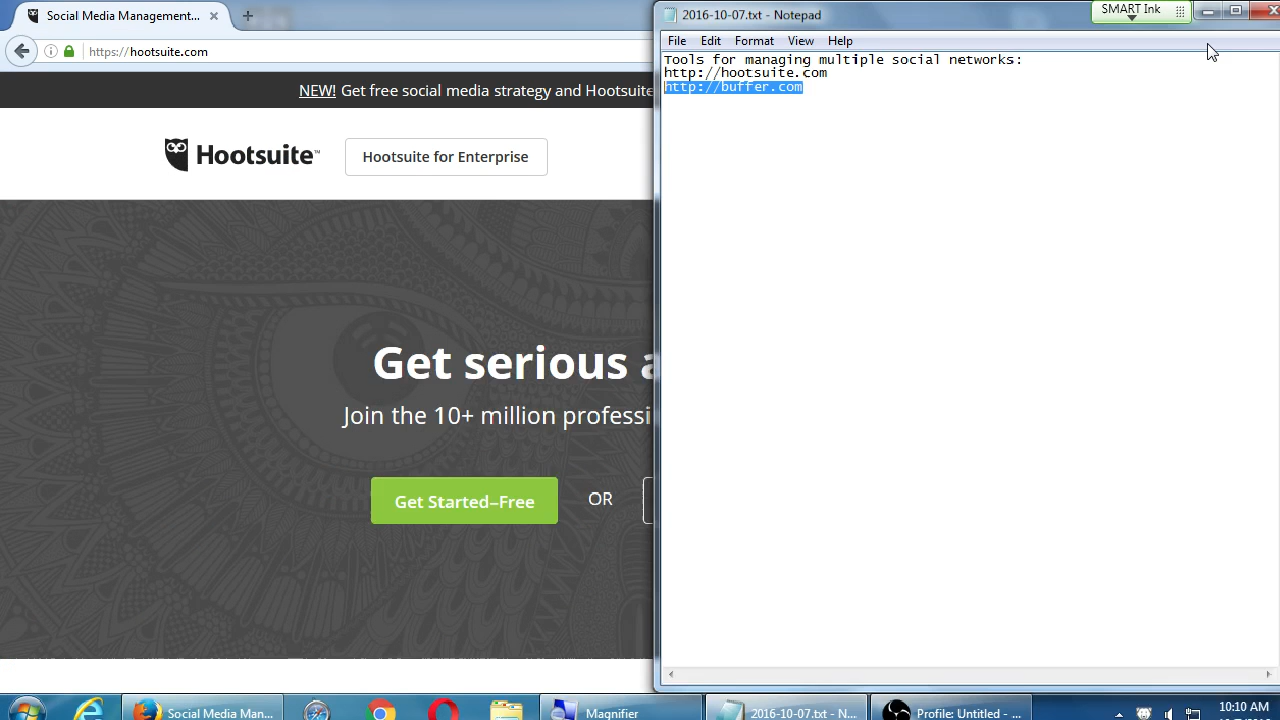 Social Media Management...
https://hootsuite.com
NEW! Get free social media strategy and Hootsuite
Hootsuite™
Hootsuite for Enterprise
Get serious
Join the 10+ million
Get Started–Free
OR
2016-10-07.txt - Notepad
SMART Ink
File Edit Format View Help
Tools for managing multiple social networks:
http://hootsuite.com
http://buffer.com
Social Media Man...
Magnifier
2016-10-07.txt - N...
Profile: Untitled - ...
10:10 AM